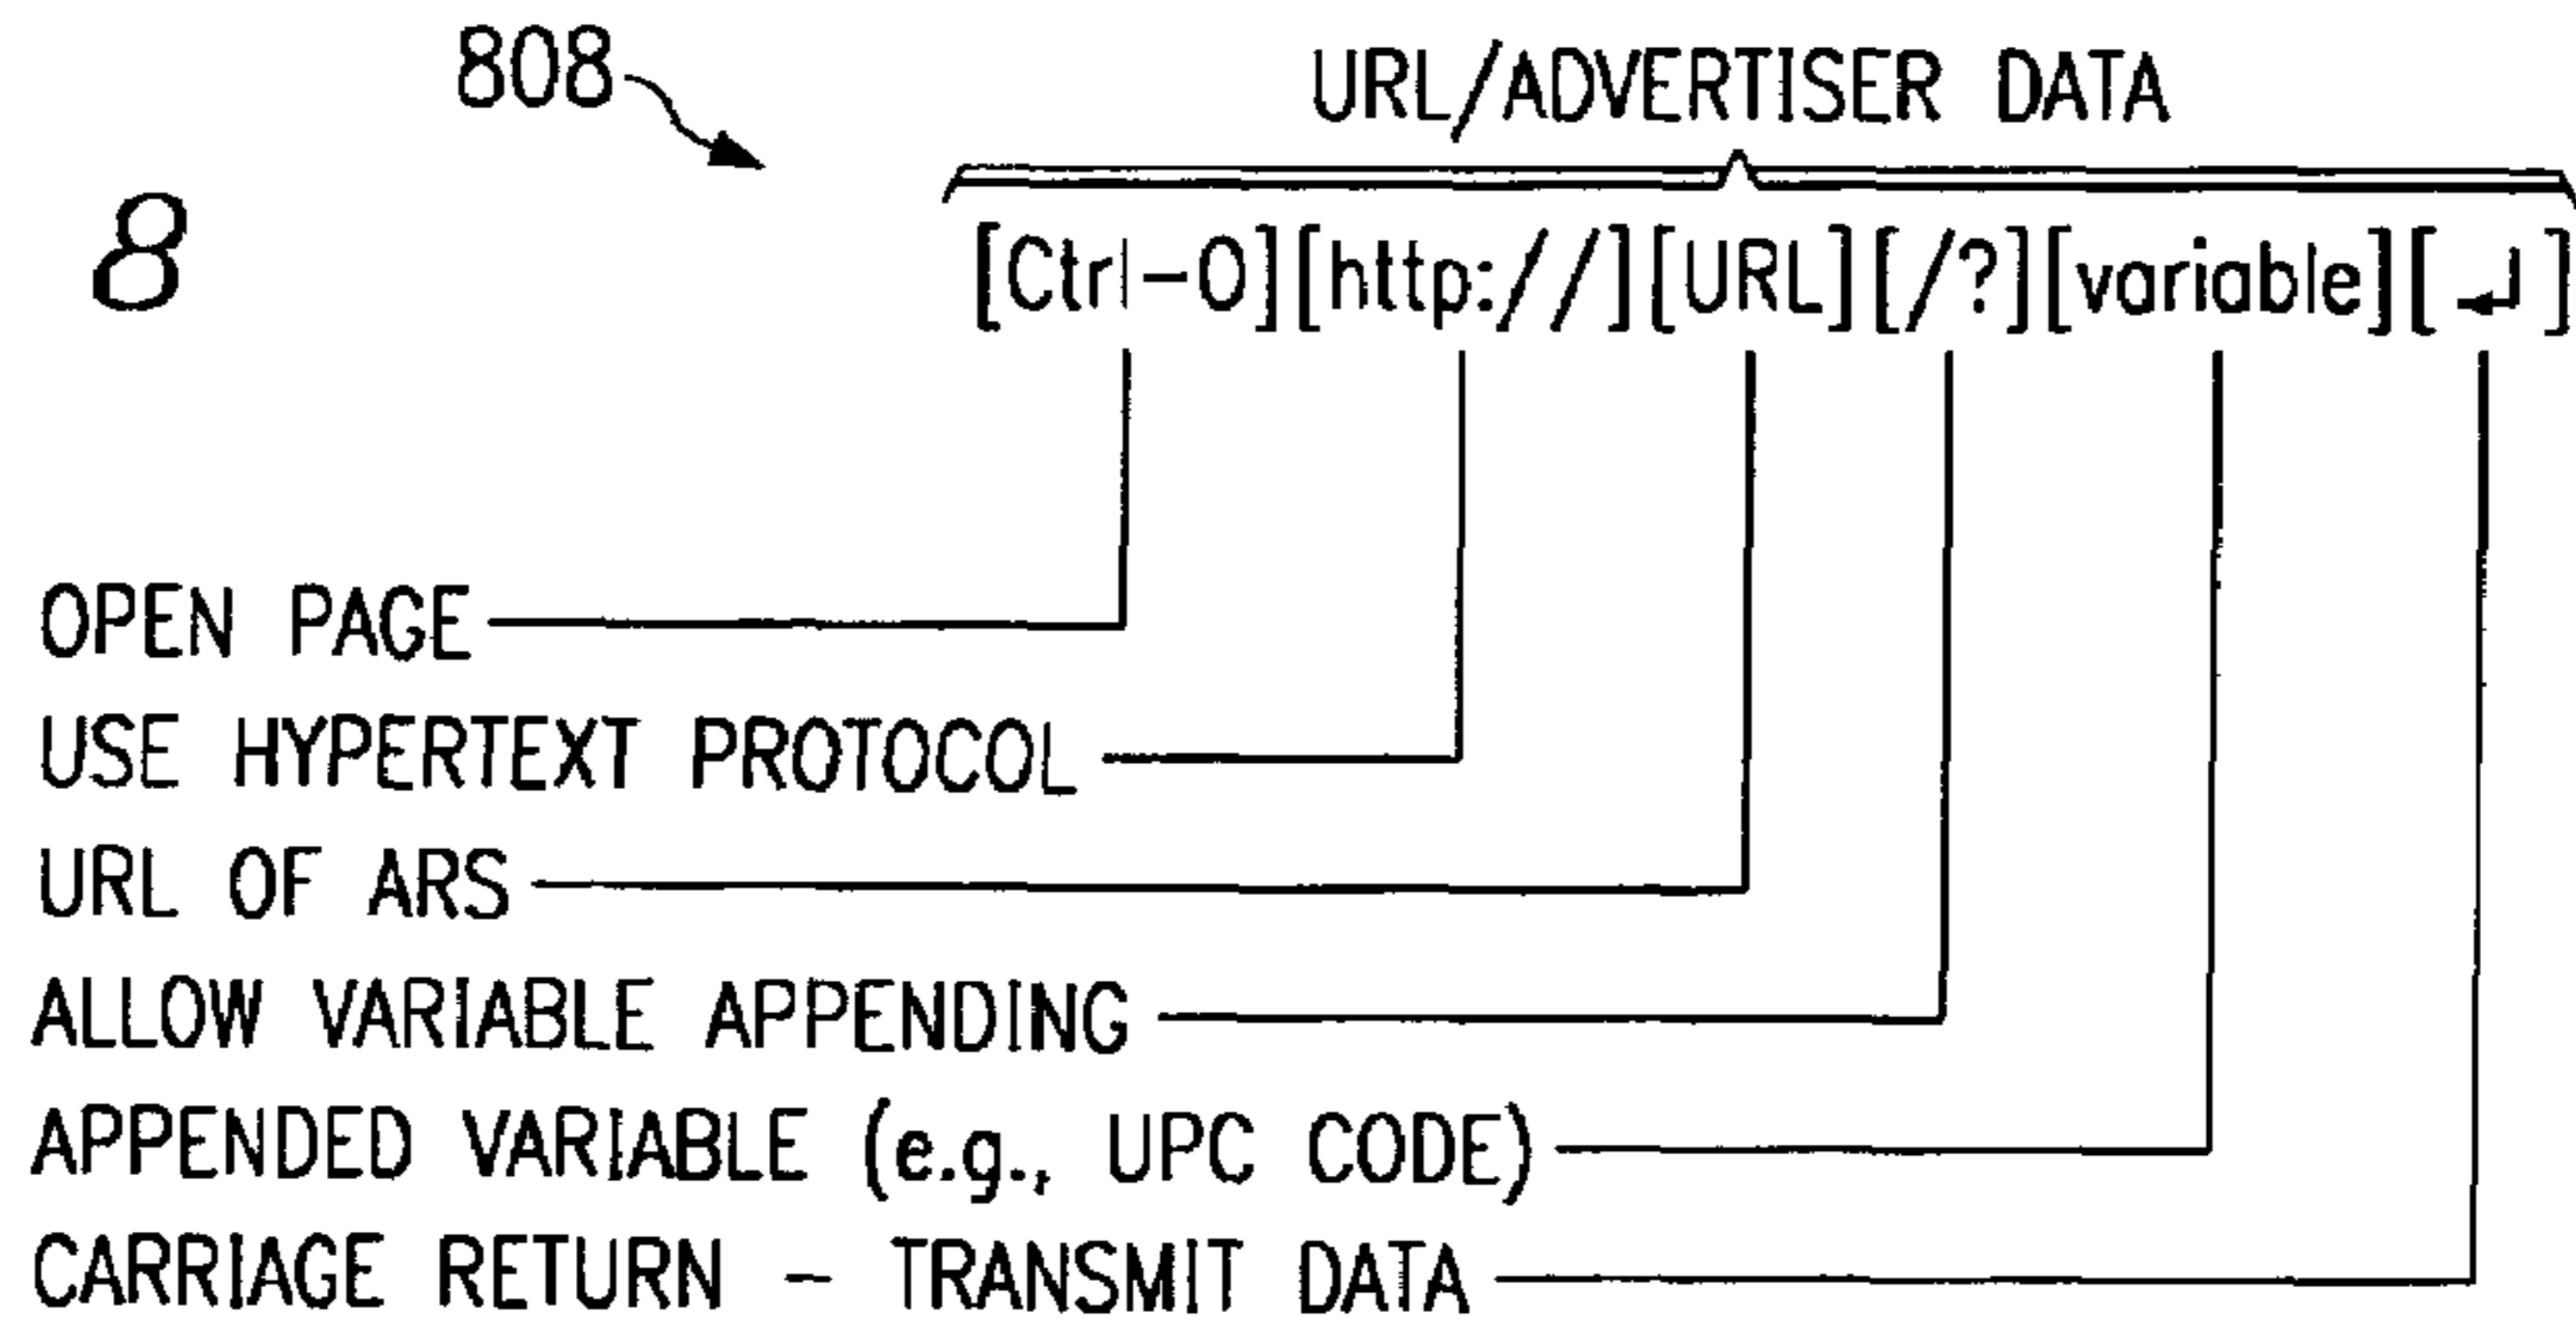 808
URL/ADVERTISER DATA
8
[Ctrl-O][http://][URL][/?][variable][↲]
OPEN PAGE
USE HYPERTEXT PROTOCOL
URL OF ARS
ALLOW VARIABLE APPENDING
APPENDED VARIABLE (e.g., UPC CODE)
CARRIAGE RETURN - TRANSMIT DATA